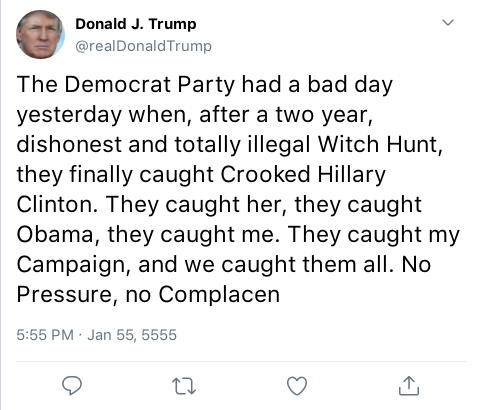 Donald J. Trump
@realDonaldTrump
The Democrat Party had a bad day
yesterday when, after a two year,
dishonest and totally illegal Witch Hunt,
they finally caught Crooked Hillary
Clinton. They caught her, they caught
Obama, they caught me. They caught my
Campaign, and we caught them all. No
Pressure, no Complacen
5:55 PM · Jan 55, 5555